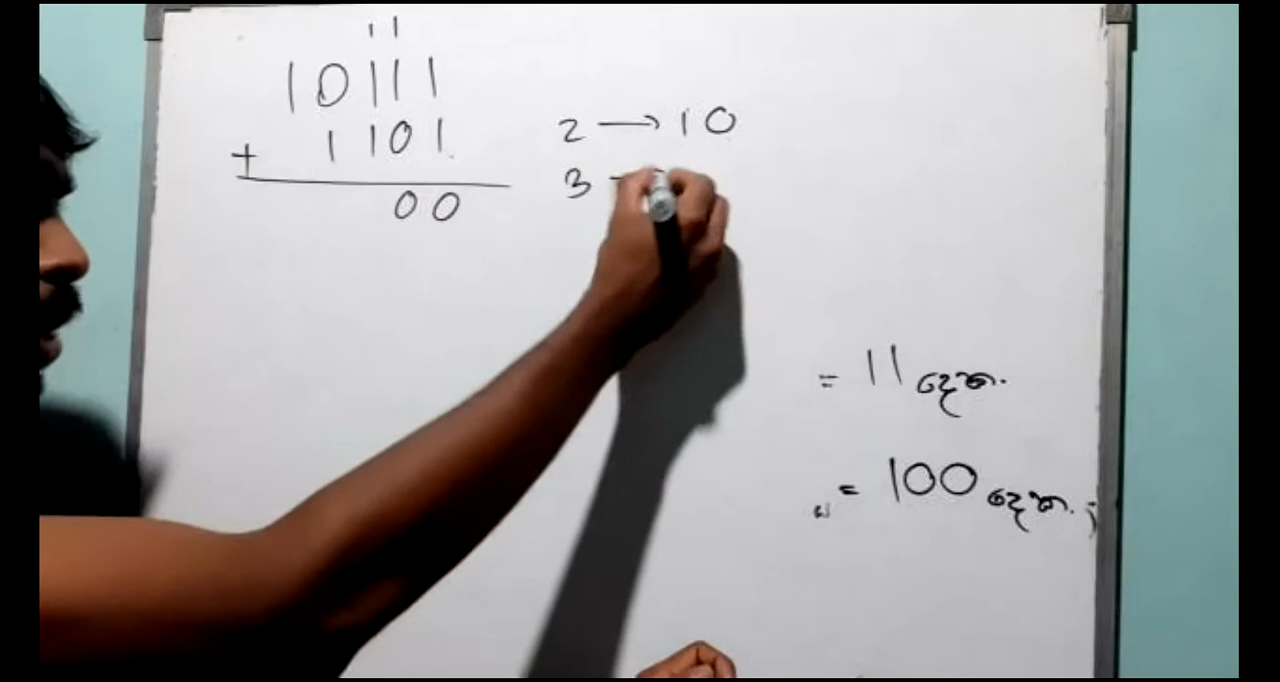 11
10111
+ 1101
00
2 → 10
3
= 11 දෙක.
= 100 දෙක.